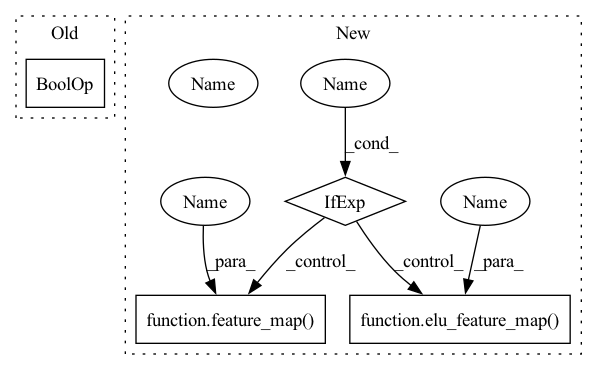 Old
New
BoolOp
Name
Name
_cond_
Name
IfExp
Name
_para_
_control_
_control_
_para_
function.feature_map()
function.elu_feature_map()